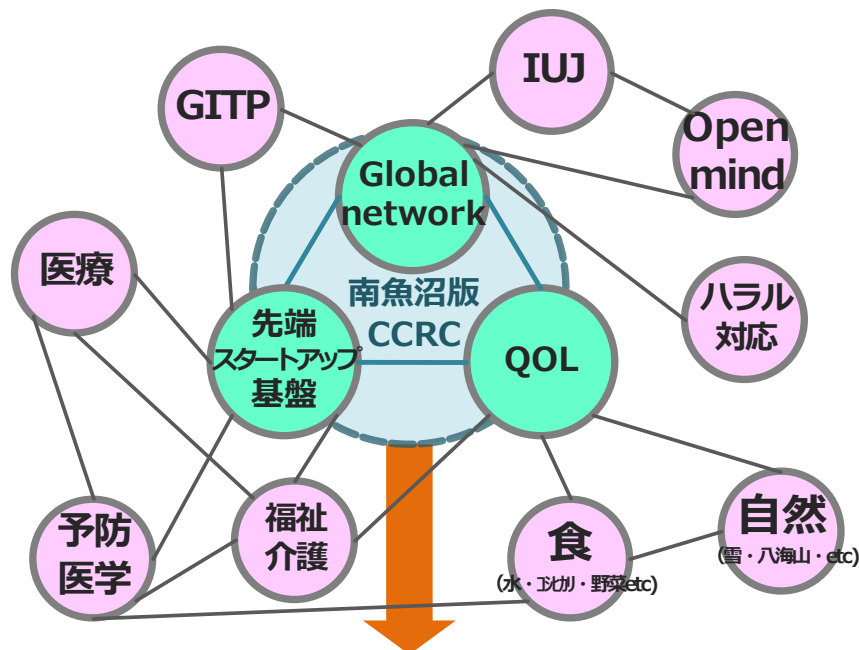 IUJ
GITP
Open
mind
Global
network
医療
南魚沼版
CCRC
ハラル
対応
先端
スタートアップ
基盤
QOL
予防
医学
福祉
介護
食
(水・コシヒカリ・野菜etc)
自然
(雪・八海山・etc)